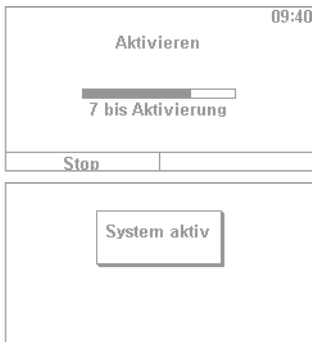 09:40
Aktivieren
7 bis Aktivierung
Stop
System aktiv